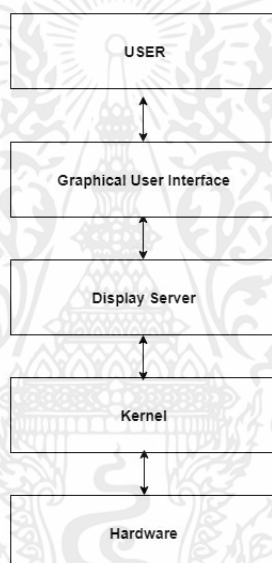 USER
Graphical User Interface
Display Server
Kernel
Hardware